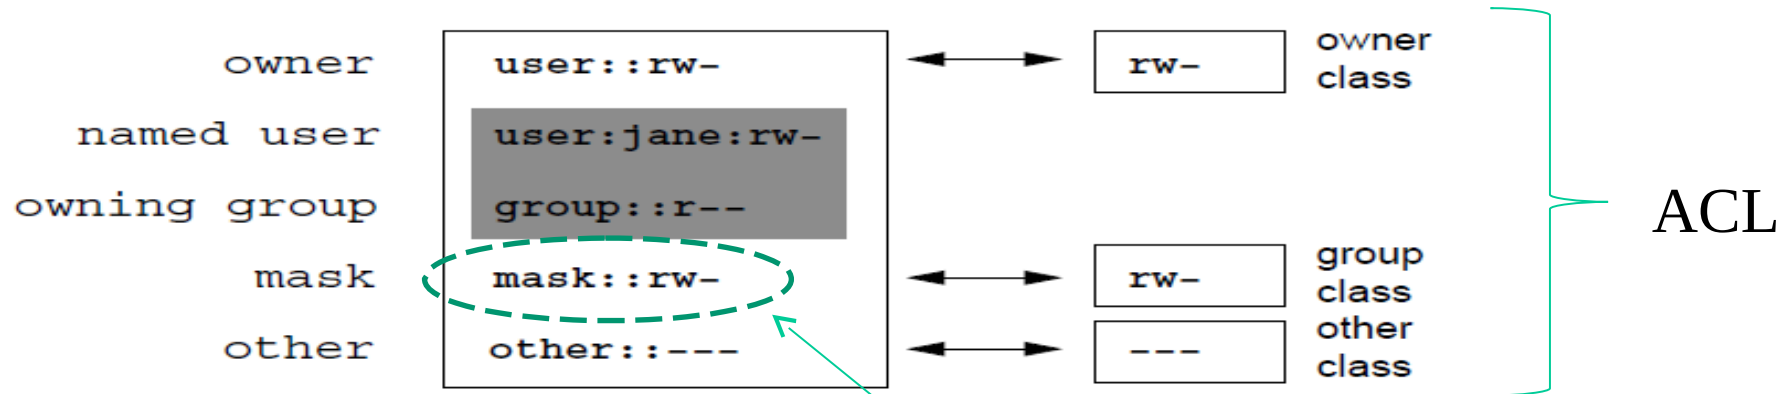 owner user::rw- rw- owner
class
named user user:jane:rw-
owning group group::r-- ACL
mask mask::rw- rw- group
class
other other::--- --- other
class